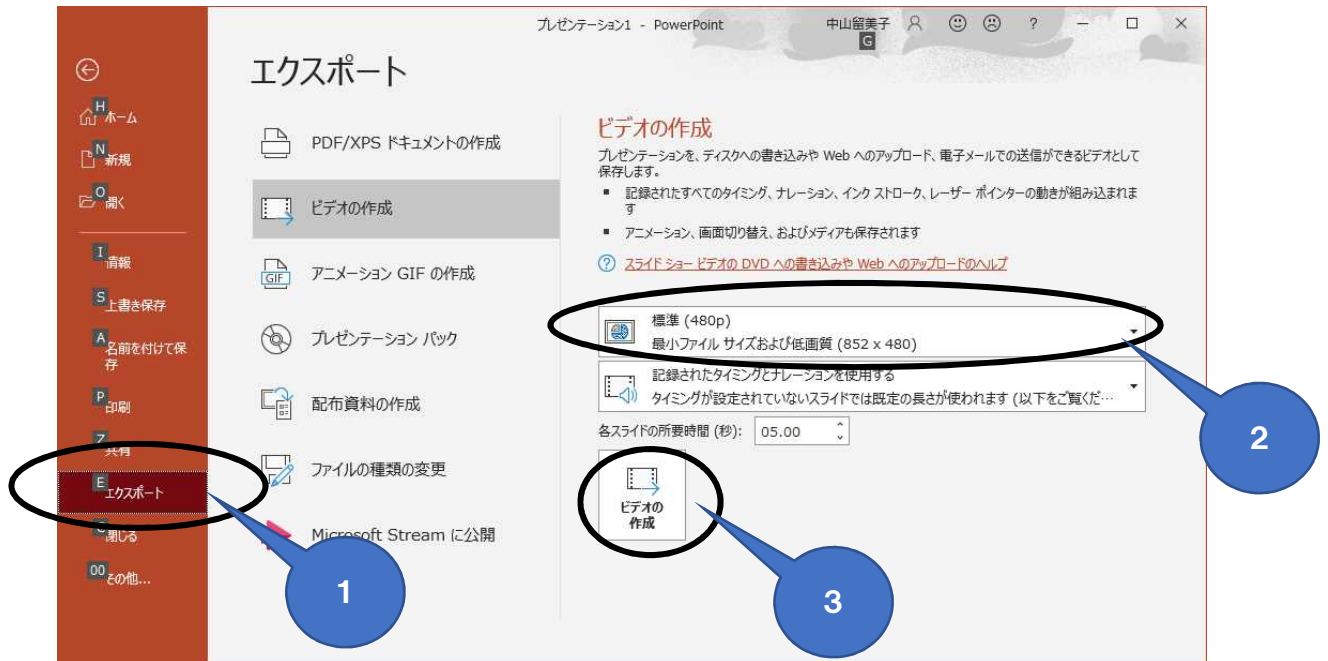 プレゼンテーション1 - PowerPoint
中山留美子
?
G
エクスポート
H
ホーム
N
新規
O
開く
I
情報
S
上書き保存
A
名前を付けて保
存
P
印刷
Z
共有
E
エクスポート
C
閉じる
00
その他...
PDF/XPS ドキュメントの作成
ビデオの作成
GIF
アニメーション GIF の作成
プレゼンテーション パック
配布資料の作成
ファイルの種類の変更
Microsoft Stream に公開
ビデオの作成
プレゼンテーションを、ディスクへの書き込みや Web へのアップロード、電子メールでの送信ができるビデオとして
保存します。
▪ 記録されたすべてのタイミング、ナレーション、インク ストローク、レーザー ポインターの動きが組み込まれま
す
▪ アニメーション、画面切り替え、およびメディアも保存されます
? スライド ショー ビデオの DVD への書き込みや Web へのアップロードのヘルプ
標準 (480p)
最小ファイル サイズおよび低画質 (852 x 480)
記録されたタイミングとナレーションを使用する
タイミングが設定されていないスライドでは既定の長さが使われます (以下をご覧くだ…
各スライドの所要時間 (秒): 05.00
ビデオの
作成
1
2
3